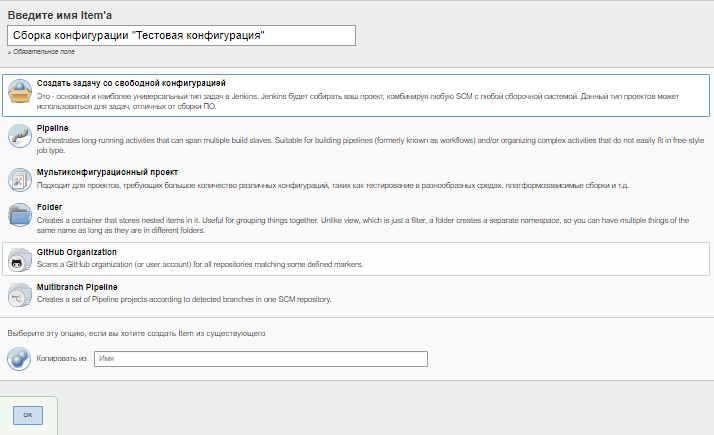 Введите имя Item'а
Сборка конфигурации "Тестовая конфигурация"
» Обязательное поле
Создать задачу со свободной конфигурацией
Это - основной и наиболее универсальный тип задач в Jenkins. Jenkins будет собирать ваш проект, комбинируя любую SCM с любой сборочной системой. Данный тип проектов может
использоваться для задач, отличных от сборки ПО.
Pipeline
Orchestrates long-running activities that can span multiple build slaves. Suitable for building pipelines (formerly known as workflows) and/or organizing complex activities that do not easily fit in free-style
job type.
Мультиконфигурационный проект
Подходит для проектов, требующих большое количество различных конфигураций, таких как тестирование в разнообразных средах, платформозависимые сборки и т.д.
Folder
Creates a container that stores nested items in it. Useful for grouping things together. Unlike view, which is just a filter, a folder creates a separate namespace, so you can have multiple things of the
same name as long as they are in different folders.
GitHub Organization
Scans a GitHub organization (or user account) for all repositories matching some defined markers.
Multibranch Pipeline
Creates a set of Pipeline projects according to detected branches in one SCM repository.
Выберите эту опцию, если вы хотите создать Item из существующего
Копировать из Имя
OK